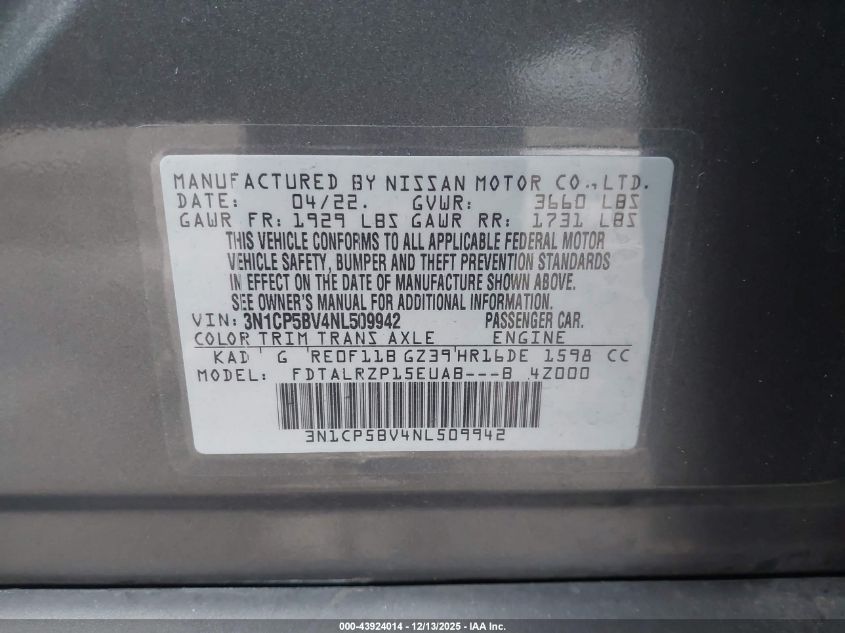 MANUFACTURED BY NISSAN MOTOR CO.,LTD.
DATE: 04/22. GVWR: 3660 LBS
GAWR FR: 1929 LBS GAWR RR: 1731 LBS
THIS VEHICLE CONFORMS TO ALL APPLICABLE FEDERAL MOTOR
VEHICLE SAFETY, BUMPER AND THEFT PREVENTION STANDARDS
IN EFFECT ON THE DATE OF MANUFACTURE SHOWN ABOVE.
SEE OWNER'S MANUAL FOR ADDITIONAL INFORMATION.
VIN: 3N1CP5BV4NL509942 PASSENGER CAR.
COLOR TRIM TRANS AXLE ENGINE
KAD G RE0F11B GZ39 HR16DE 1598 CC
MODEL: FDTALRZP15EUAB---B 4Z000
3N1CP5BV4NL509942
000-43924014 - 12/13/2025 - IAA Inc.